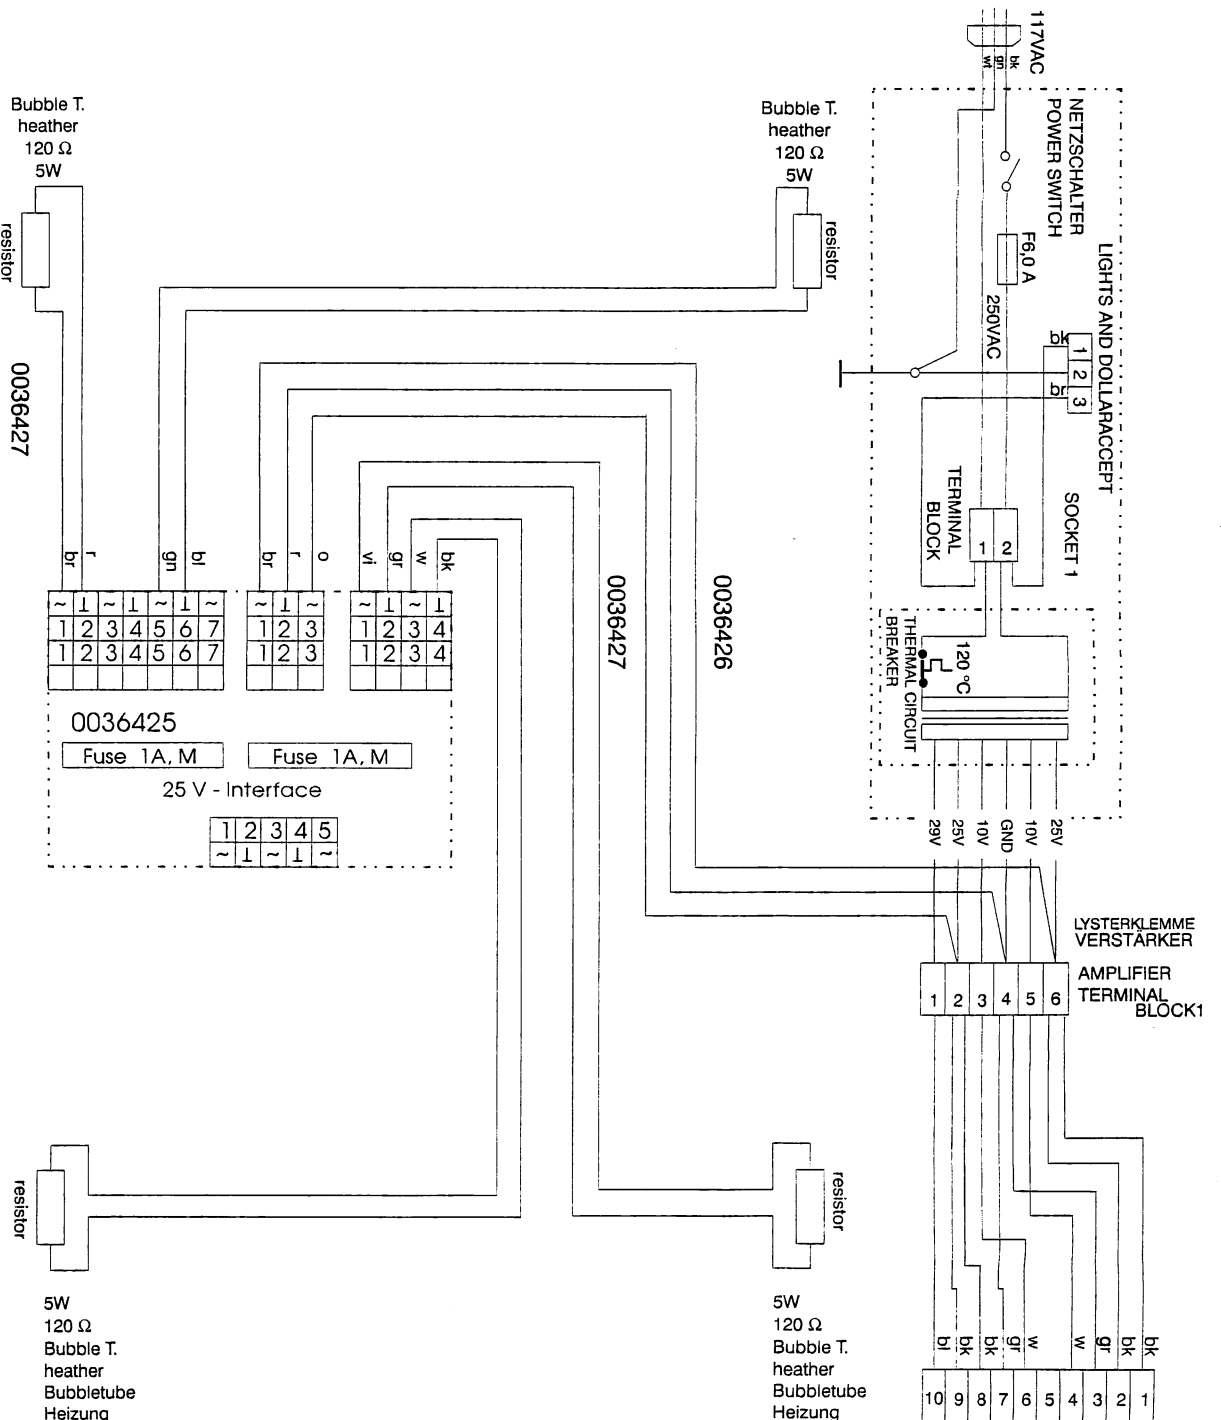 117VAC
wt
gn
bk
NETZSCHALTER
POWER SWITCH
LIGHTS AND DOLLARACCEPT
F6,0 A
250VAC
bk
1
2
br
3
SOCKET 1
TERMINAL
BLOCK
1 2
120 °C
THERMAL CIRCUIT
BREAKER
29V
25V
10V
GND
10V
25V
LYSTERKLEMME
VERSTÄRKER
AMPLIFIER
TERMINAL
BLOCK1
1 2 3 4 5 6
bl bk bk gr w w gr bk bk
10 9 8 7 6 5 4 3 2 1
Bubble T.
heather
120 Ω
5W
resistor
Bubble T.
heather
120 Ω
5W
resistor
0036427
0036427
0036426
br r gn bl br r o vi gr w bk
~ ⊥ ~ ⊥ ~ ⊥ ~
1 2 3 4 5 6 7
1 2 3 4 5 6 7
~ ⊥ ~
1 2 3
1 2 3
~ ⊥ ~ ⊥
1 2 3 4
1 2 3 4
0036425
Fuse 1A, M
Fuse 1A, M
25 V - Interface
1 2 3 4 5
~ ⊥ ~ ⊥ ~
resistor
5W
120 Ω
Bubble T.
heather
Bubbletube
Heizung
resistor
5W
120 Ω
Bubble T.
heather
Bubbletube
Heizung